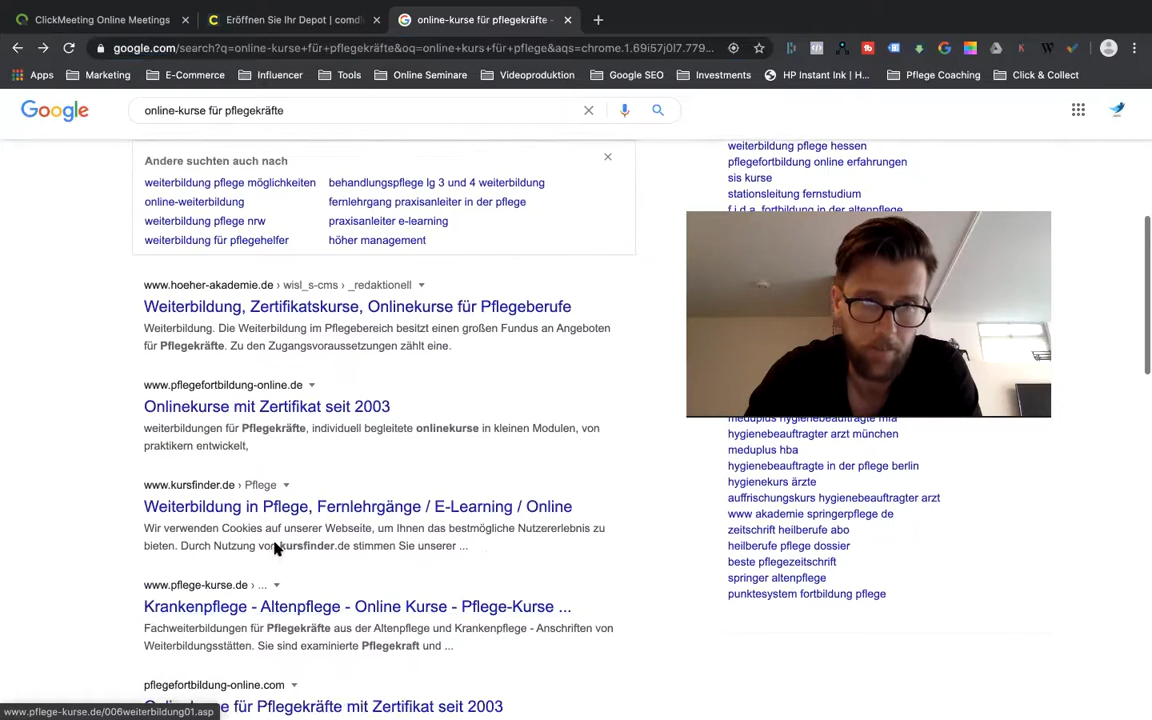 ClickMeeting Online Meetings
Eröffnen Sie Ihr Depot | comd
online-kurse für pflegekräfte -
google.com/search?q=online-kurse+für+pflegekräfte&oq=online+kurs+für+pflege&aqs=chrome.1.69i57j0l7.779...
Apps Marketing E-Commerce Influencer Tools Online Seminare Videoproduktion Google SEO Investments HP Instant Ink | H... Pflege Coaching Click & Collect
Google
online-kurse für pflegekräfte
Andere suchten auch nach
weiterbildung pflege möglichkeiten
behandlungspflege lg 3 und 4 weiterbildung
online-weiterbildung
fernlehrgang praxisanleiter in der pflege
weiterbildung pflege nrw
praxisanleiter e-learning
weiterbildung für pflegehelfer
höher management
www.hoeher-akademie.de › wisl_s-cms › _redaktionell
Weiterbildung, Zertifikatskurse, Onlinekurse für Pflegeberufe
Weiterbildung. Die Weiterbildung im Pflegebereich besitzt einen großen Fundus an Angeboten
für Pflegekräfte. Zu den Zugangsvoraussetzungen zählt eine.
www.pflegefortbildung-online.de
Onlinekurse mit Zertifikat seit 2003
weiterbildungen für Pflegekräfte, individuell begleitete onlinekurse in kleinen Modulen, von
praktikern entwickelt,
www.kursfinder.de › Pflege
Weiterbildung in Pflege, Fernlehrgänge / E-Learning / Online
Wir verwenden Cookies auf unserer Webseite, um Ihnen das bestmögliche Nutzererlebnis zu
bieten. Durch Nutzung von kursfinder.de stimmen Sie unserer ...
www.pflege-kurse.de › ...
Krankenpflege - Altenpflege - Online Kurse - Pflege-Kurse ...
Fachweiterbildungen für Pflegekräfte aus der Altenpflege und Krankenpflege - Anschriften von
Weiterbildungsstätten. Sie sind examinierte Pflegekraft und ...
pflegefortbildung-online.com
e für Pflegekräfte mit Zertifikat seit 2003
www.pflege-kurse.de/006weiterbildung01.asp
weiterbildung pflege hessen
pflegefortbildung online erfahrungen
sis kurse
stationsleitung fernstudium
f.i.d.a. fortbildung in der altenpflege
meduplus hygienebeauftragte mfa
hygienebeauftragter arzt münchen
meduplus hba
hygienebeauftragte in der pflege berlin
hygienekurs ärzte
auffrischungskurs hygienebeauftragter arzt
www akademie springerpflege de
zeitschrift heilberufe abo
heilberufe pflege dossier
beste pflegezeitschrift
springer altenpflege
punktesystem fortbildung pflege